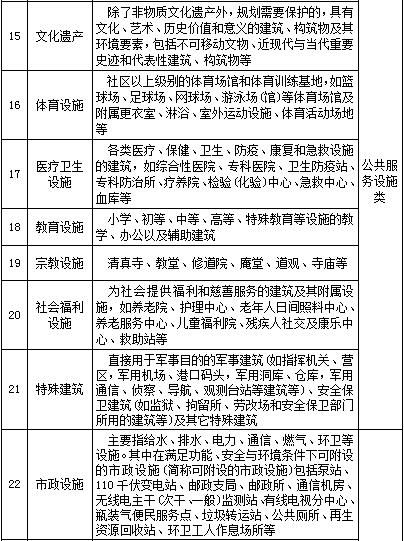 15
文化遗产
除了非物质文化遗产外，规划需要保护的，具有
文化、艺术、历史价值和意义的建筑、构筑物及其
环境要素，包括不可移动文物、近现代与当代重要
史迹和代表性建筑、构筑物等
16
体育设施
社区以上级别的体育场馆和体育训练基地，如篮
球场、足球场、网球场、游泳场(馆)等体育场馆及
附属更衣室、淋浴、室外运动设施、体育活动场地
等
17
医疗卫生
设施
各类医疗、保健、卫生、防疫、康复和急救设施
的建筑，如综合性医院、专科医院、卫生防疫站、
专科防治所、疗养院、检验(化验)中心、急救中心、
血库等
公共服
务设施
类
18
教育设施
小学、初等、中等、高等、特殊教育等设施的教
学、办公以及辅助建筑
19
宗教设施
清真寺、教堂、修道院、庵堂、道观、寺庙等
20
社会福利
设施
为社会提供福利和慈善服务的建筑及其附属设
施，如养老院、护理中心、老年人日间照料中心、
养老服务中心、儿童福利院、残疾人社交及康乐中
心、救助站等
21
特殊建筑
直接用于军事目的的军事建筑(如指挥机关、营
区，军用机场、港口码头，军用洞库、仓库，军用
通信、侦察、导航、观测台站等建筑等)、安全保
卫建筑(如监狱、拘留所、劳改场和安全保卫部门
所用的建筑等)及其它特殊建筑
22
市政设施
主要指给水、排水、电力、通信、燃气、环卫等
设施。其中在满足功能、安全与环境条件下可附设
的市政设施(简称可附设的市政设施)包括泵站、
110千伏变电站、邮政支局、邮政所、通信机房、
无线电主干(次干、一般)监测站、有线电视分中心、
瓶装气便民服务点、垃圾转运站、公共厕所、再生
资源回收站、环卫工人作息场所等